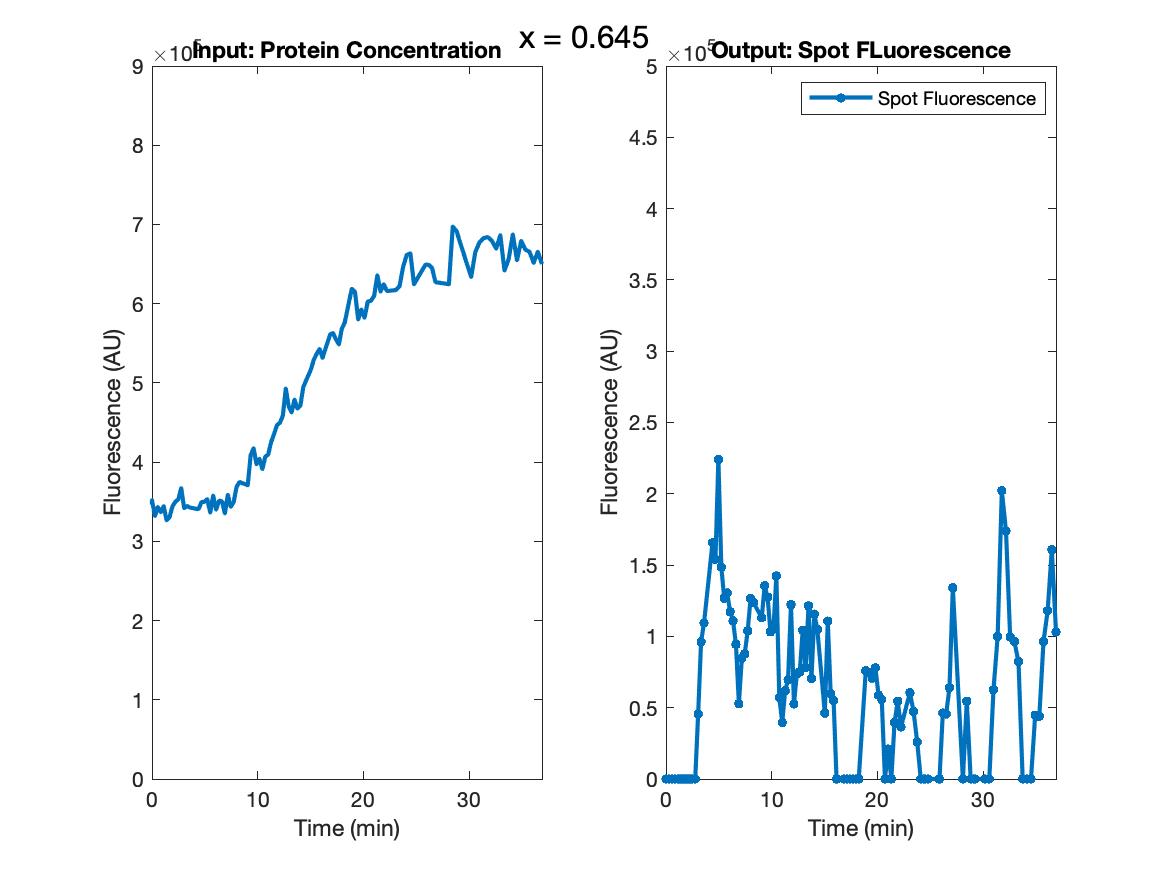 x = 0.645
×10⁵
Input: Protein Concentration
9
8
7
6
5
4
3
2
1
0
Fluorescence (AU)
0 10 20 30
Time (min)
×10⁵
Output: Spot FLuorescence
Spot Fluorescence
5
4.5
4
3.5
3
2.5
2
1.5
1
0.5
0
Fluorescence (AU)
0 10 20 30
Time (min)